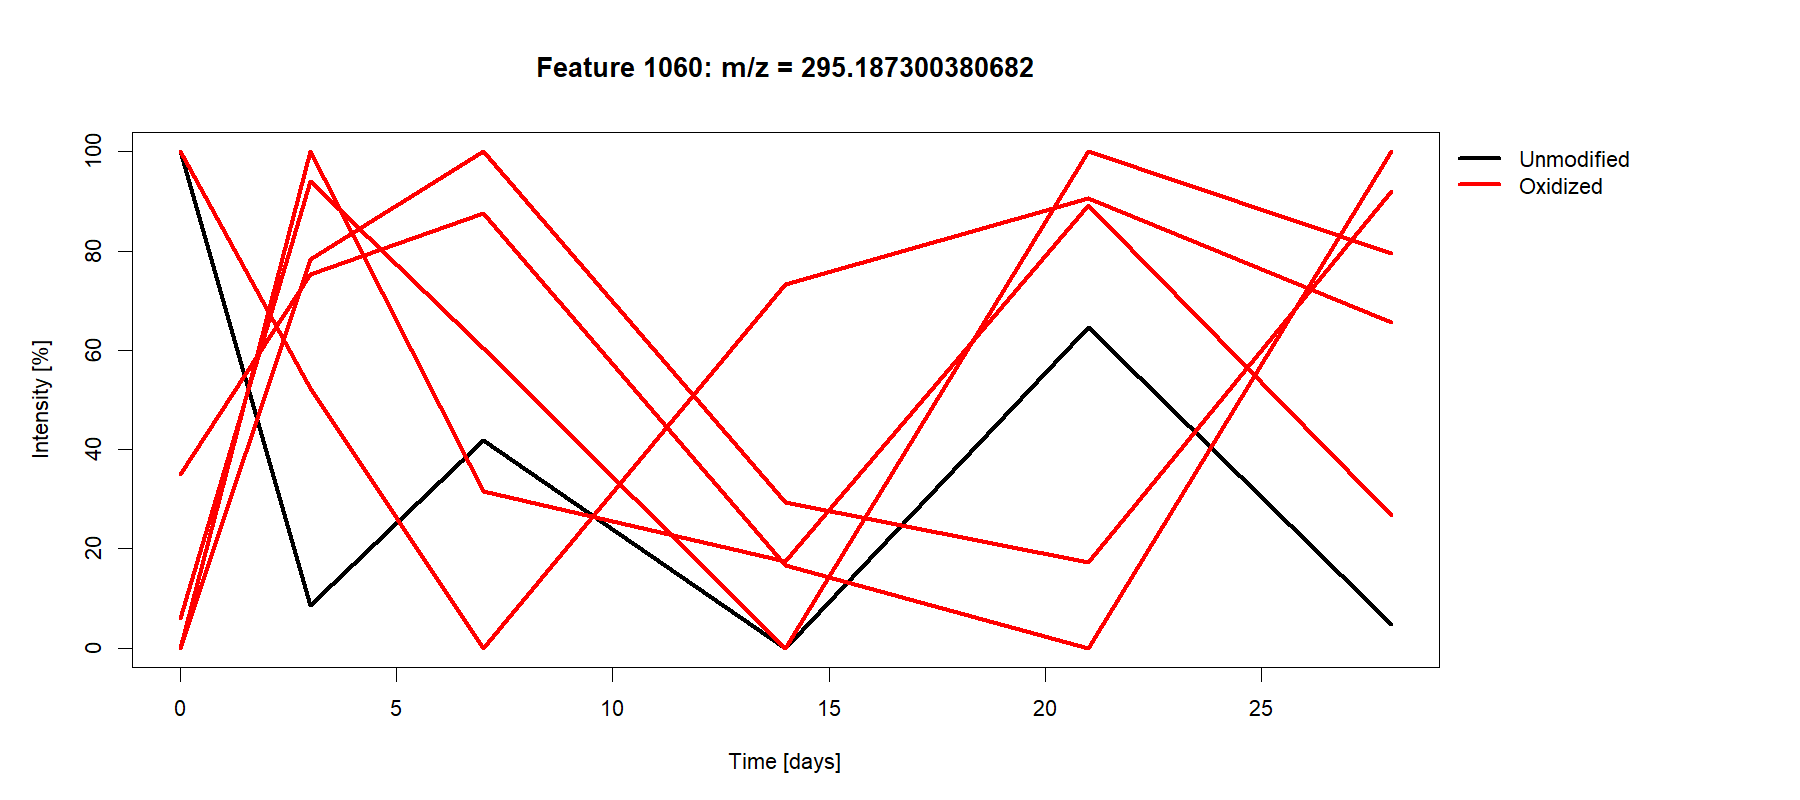 Feature 1060: m/z = 295.187300380682
Unmodified
Oxidized
Intensity [%]
100
80
60
40
20
0
0 5 10 15 20 25
Time [days]